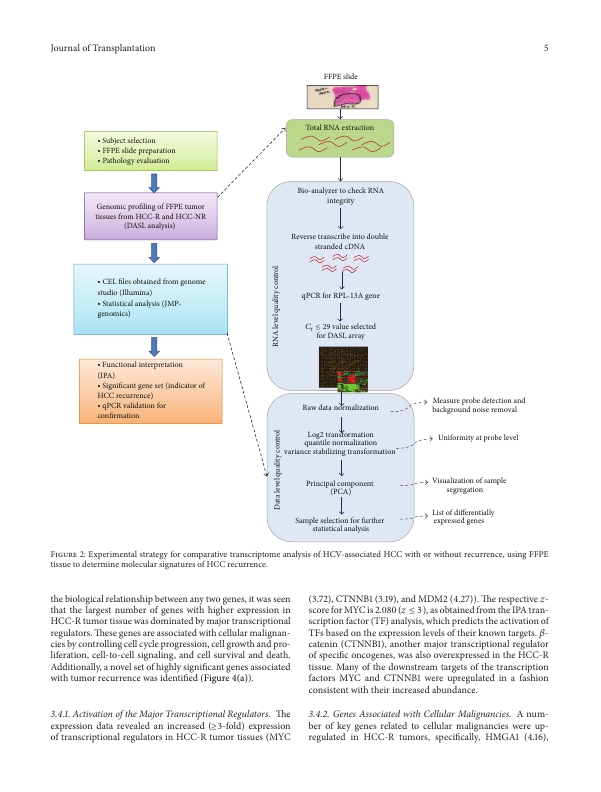 Journal of Transplantation
5
FFPE slide
Total RNA extraction
• Subject selection
• FFPE slide preparation
• Pathology evaluation
Genomic profiling of FFPE tumor
tissues from HCC-R and HCC-NR
(DASL analysis)
• CEL files obtained from genome
studio (Illumina)
• Statistical analysis (JMP-
genomics)
• Functional interpretation
(IPA)
• Significant gene set (indicator of
HCC recurrence)
• qPCR validation for
confirmation
RNA level quality control
Bio-analyzer to check RNA
integrity
Reverse transcribe into double
stranded cDNA
qPCR for RPL-13A gene
Ct ≤ 29 value selected
for DASL array
Data level quality control
Raw data normalization
Log2 transformation
quantile normalization
variance stabilizing transformation
Principal component
(PCA)
Sample selection for further
statistical analysis
Measure probe detection and
background noise removal
Uniformity at probe level
Visualization of sample
segregation
List of differentially
expressed genes
Figure 2: Experimental strategy for comparative transcriptome analysis of HCV-associated HCC with or without recurrence, using FFPE
tissue to determine molecular signatures of HCC recurrence.
the biological relationship between any two genes, it was seen
that the largest number of genes with higher expression in
HCC-R tumor tissue was dominated by major transcriptional
regulators. These genes are associated with cellular malignan-
cies by controlling cell cycle progression, cell growth and pro-
liferation, cell-to-cell signaling, and cell survival and death.
Additionally, a novel set of highly significant genes associated
with tumor recurrence was identified (Figure 4(a)).
3.4.1. Activation of the Major Transcriptional Regulators. The
expression data revealed an increased (≥3-fold) expression
of transcriptional regulators in HCC-R tumor tissues (MYC
(3.72), CTNNB1 (3.19), and MDM2 (4.27)). The respective z-
score for MYC is 2.080 (z ≤ 3), as obtained from the IPA tran-
scription factor (TF) analysis, which predicts the activation of
TFs based on the expression levels of their known targets. β-
catenin (CTNNB1), another major transcriptional regulator
of specific oncogenes, was also overexpressed in the HCC-R
tissue. Many of the downstream targets of the transcription
factors MYC and CTNNB1 were upregulated in a fashion
consistent with their increased abundance.
3.4.2. Genes Associated with Cellular Malignancies. A num-
ber of key genes related to cellular malignancies were up-
regulated in HCC-R tumors, specifically, HMGA1 (4.16),